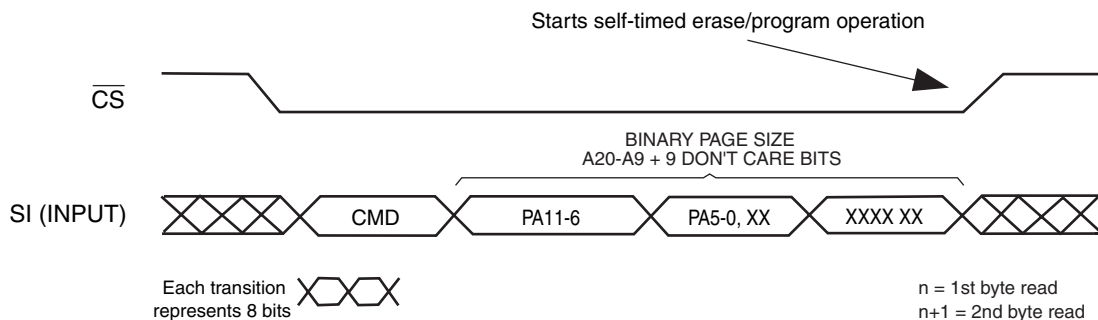 Starts self-timed erase/program operation
CS
BINARY PAGE SIZE
A20-A9 + 9 DON'T CARE BITS
SI (INPUT)
CMD
PA11-6
PA5-0, XX
XXXX XX
Each transition
represents 8 bits
n = 1st byte read
n+1 = 2nd byte read